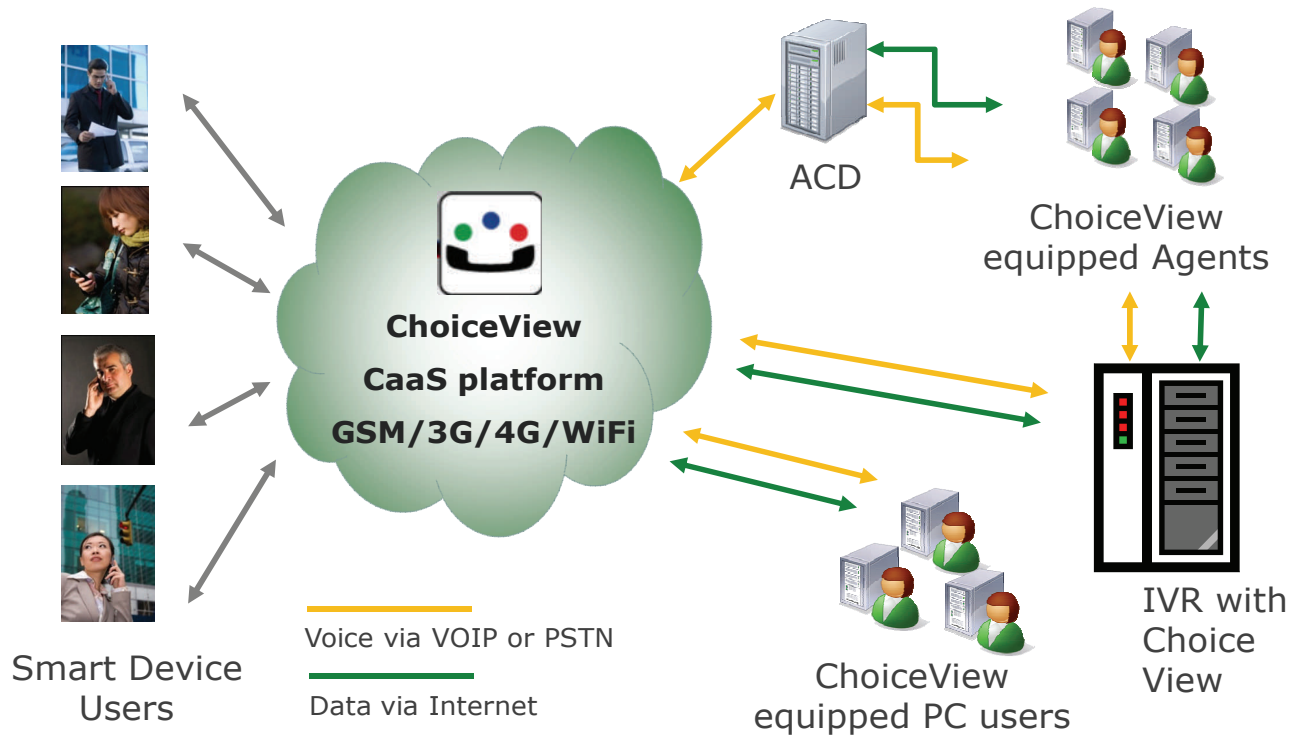 ACD
ChoiceView
equipped Agents
ChoiceView
CaaS platform
GSM/3G/4G/WiFi
Smart Device
Users
Voice via VOIP or PSTN
Data via Internet
ChoiceView
equipped PC users
IVR with
Choice
View